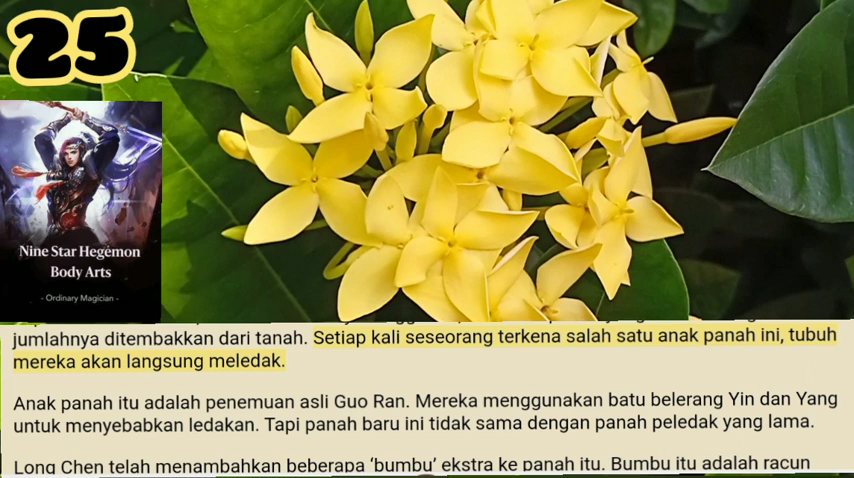 25
Nine Star Hegemon
Body Arts
- Ordinary Magician -
jumlahnya ditembakkan dari tanah. Setiap kali seseorang terkena salah satu anak panah ini, tubuh
mereka akan langsung meledak.
Anak panah itu adalah penemuan asli Guo Ran. Mereka menggunakan batu belerang Yin dan Yang
untuk menyebabkan ledakan. Tapi panah baru ini tidak sama dengan panah peledak yang lama.
Long Chen telah menambahkan beberapa ‘bumbu’ ekstra ke panah itu. Bumbu itu adalah racun